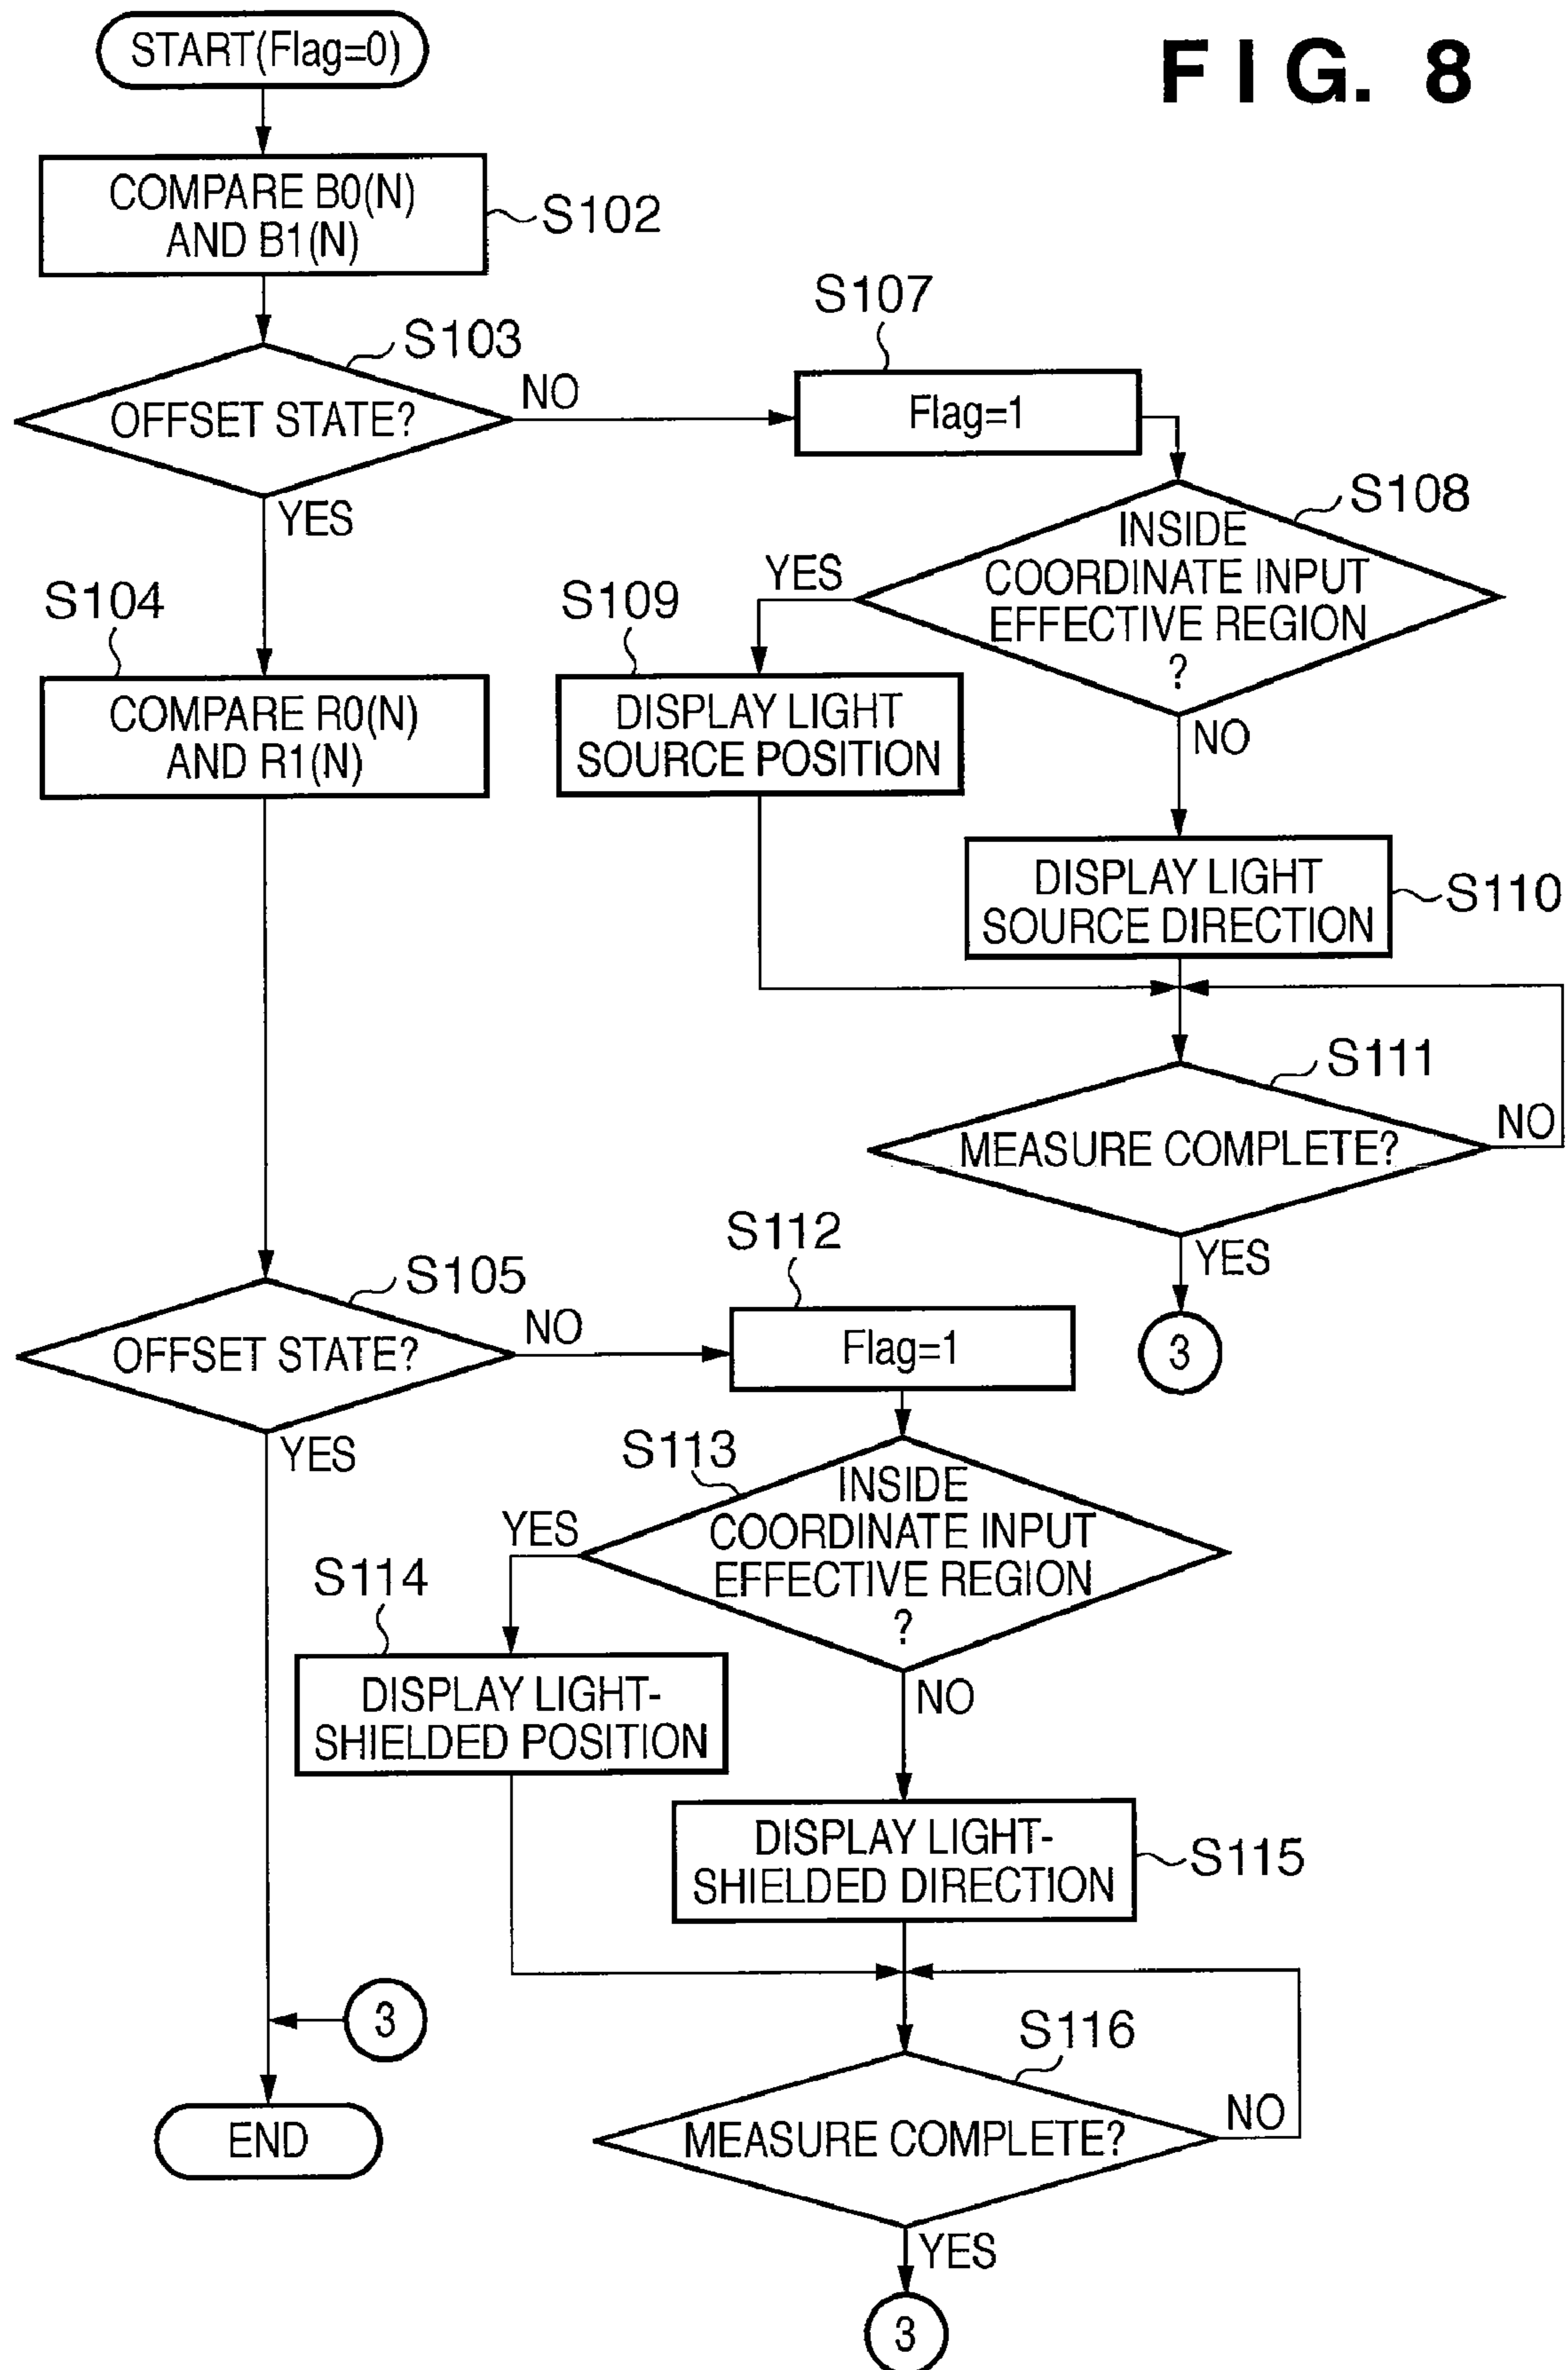 START(Flag=0)
FIG. 8
COMPARE B0(N)
AND B1(N)
S102
S107
S103
OFFSET STATE?
NO
Flag=1
YES
S108
INSIDE
COORDINATE INPUT
EFFECTIVE REGION
?
YES
S104
S109
COMPARE R0(N)
AND R1(N)
DISPLAY LIGHT
SOURCE POSITION
NO
DISPLAY LIGHT
SOURCE DIRECTION
S110
S111
MEASURE COMPLETE?
NO
YES
3
S112
S105
OFFSET STATE?
NO
Flag=1
YES
S113
INSIDE
COORDINATE INPUT
EFFECTIVE REGION
?
YES
S114
DISPLAY LIGHT-
SHIELDED POSITION
NO
DISPLAY LIGHT-
SHIELDED DIRECTION
S115
3
S116
END
MEASURE COMPLETE?
NO
YES
3